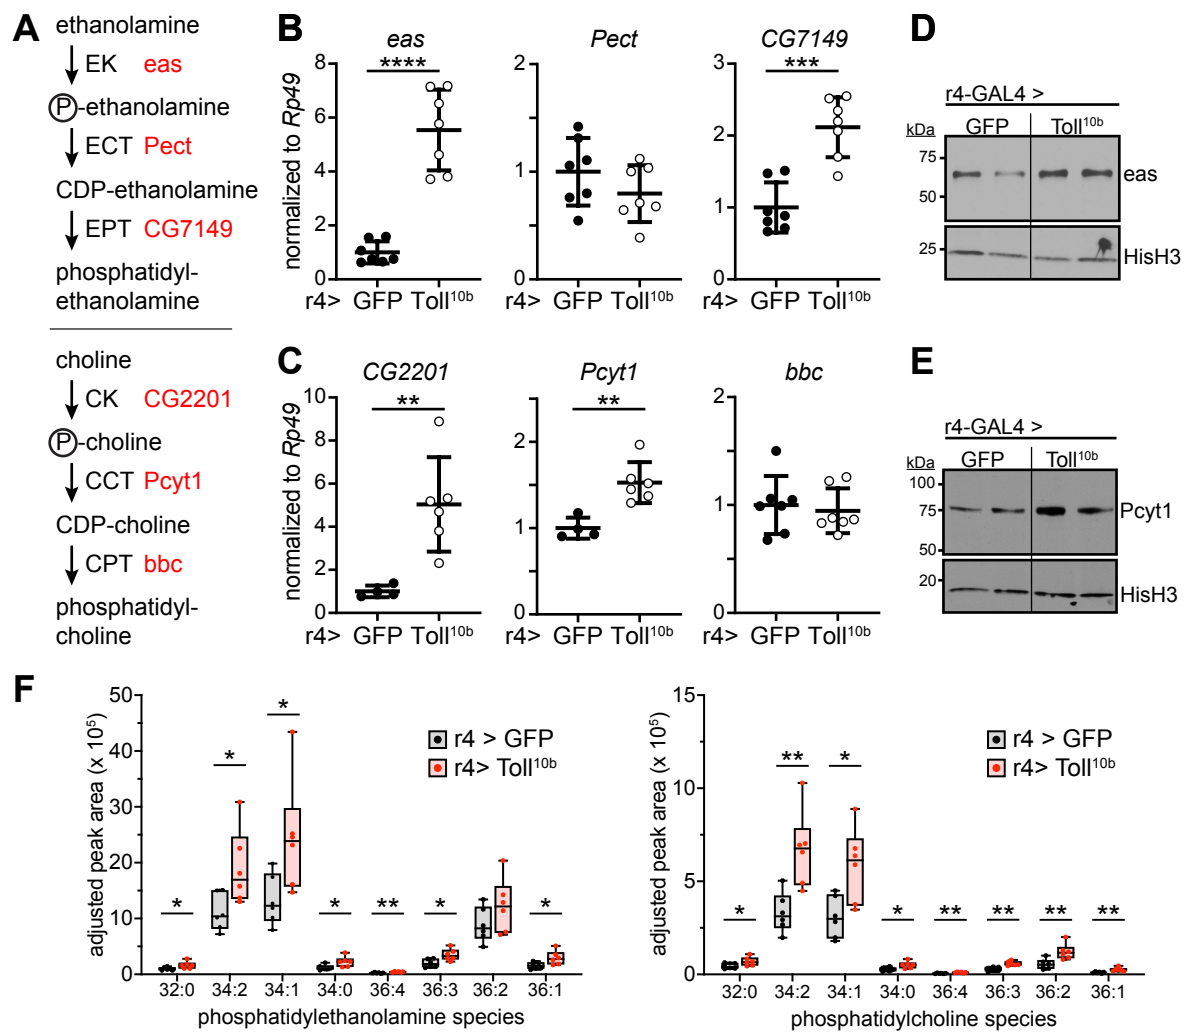 A
ethanolamine
EK eas
P-ethanolamine
ECT Pect
CDP-ethanolamine
EPT CG7149
phosphatidyl-
ethanolamine
choline
CK CG2201
P-choline
CCT Pcyt1
CDP-choline
CPT bbc
phosphatidyl-
choline
B
eas
Pect
CG7149
**** 
***
normalized to Rp49
8
6
4
2
0
2
1
0
3
2
1
0
r4> GFP Toll10b
GFP Toll10b
GFP Toll10b
C
CG2201
Pcyt1
bbc
**
**
normalized to Rp49
10
8
6
4
2
0
2
1
0
2
1
0
r4> GFP Toll10b
GFP Toll10b
GFP Toll10b
D
r4-GAL4 >
kDa
GFP Toll10b
75
50
eas
25
HisH3
E
r4-GAL4 >
kDa
GFP Toll10b
100
75
50
Pcyt1
20
HisH3
F
adjusted peak area (x 10⁵)
50
40
30
20
10
0
r4 > GFP
r4> Toll10b
* * * * ** * *
32:0 34:2 34:1 34:0 36:4 36:3 36:2 36:1
phosphatidylethanolamine species
adjusted peak area (x 10⁵)
15
10
5
0
r4 > GFP
r4> Toll10b
* ** * * ** ** ** **
32:0 34:2 34:1 34:0 36:4 36:3 36:2 36:1
phosphatidylcholine species